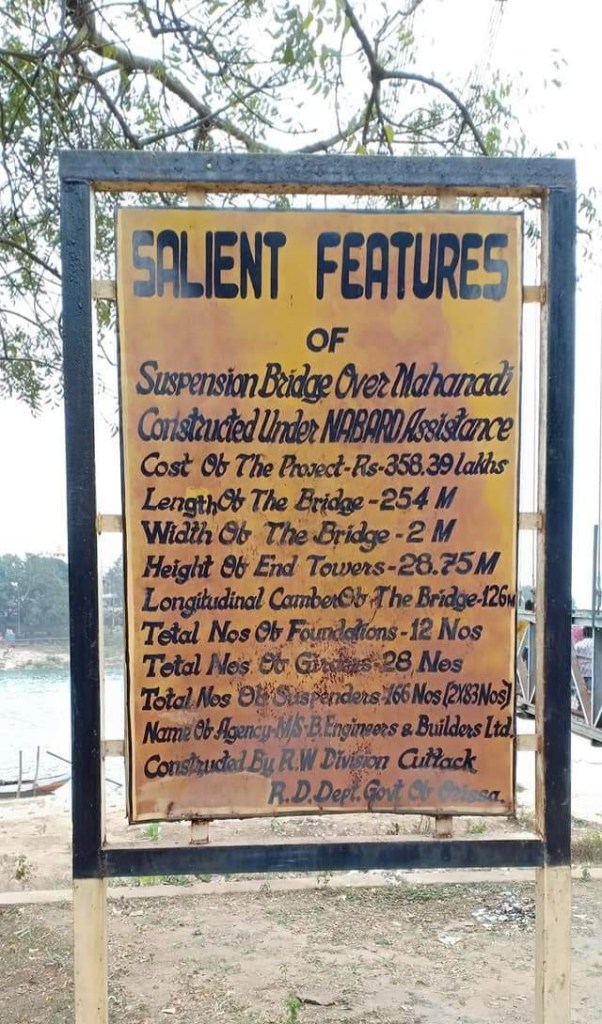 SALIENT FEATURES
OF
Suspension Bridge Over Mahanadi
Constructed Under NABARD Assistance
Cost Of The Project-Rs-358.39 lakhs
Length Of The Bridge-254 M
Width Of The Bridge-2 M
Height Of End Towers-28.75 M
Longitudinal Camber Of The Bridge-1.26M
Total Nos Of Foundations-12 Nos
Total Nos Of Girders-28 Nos
Total Nos Of Suspenders-166 Nos [2X83 Nos]
Name Of Agency-M/S-B.Engineers & Builders Ltd.
Constructed By R.W Division Cuttack
R.D.Dept. Govt Of Orissa.